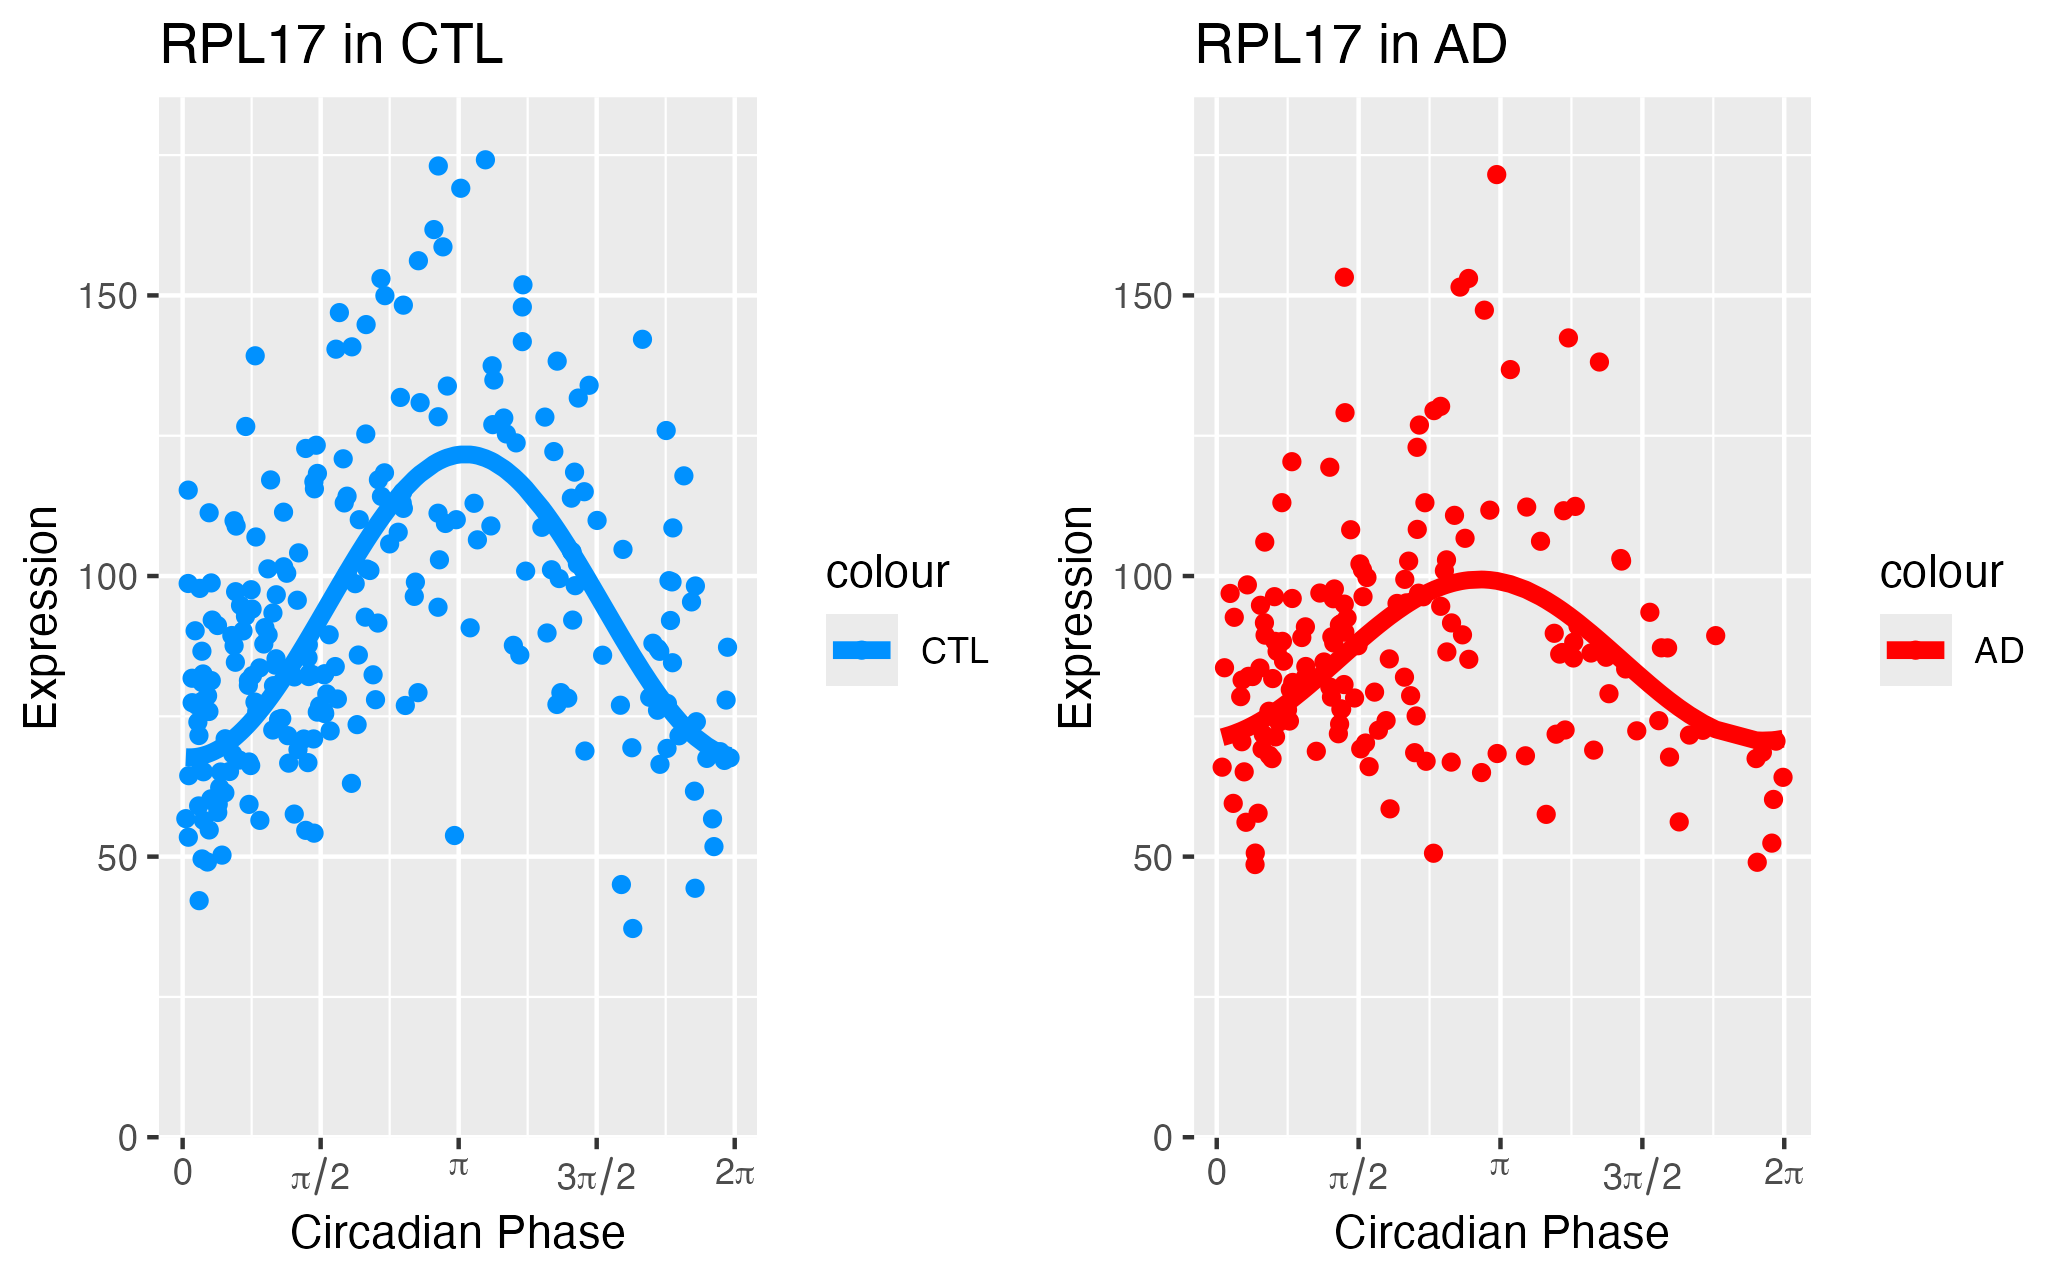 RPL17 in CTL
150
100
50
0
0 π/2 π 3π/2 2π
Circadian Phase
Expression
colour
CTL
RPL17 in AD
150
100
50
0
0 π/2 π 3π/2 2π
Circadian Phase
Expression
colour
AD